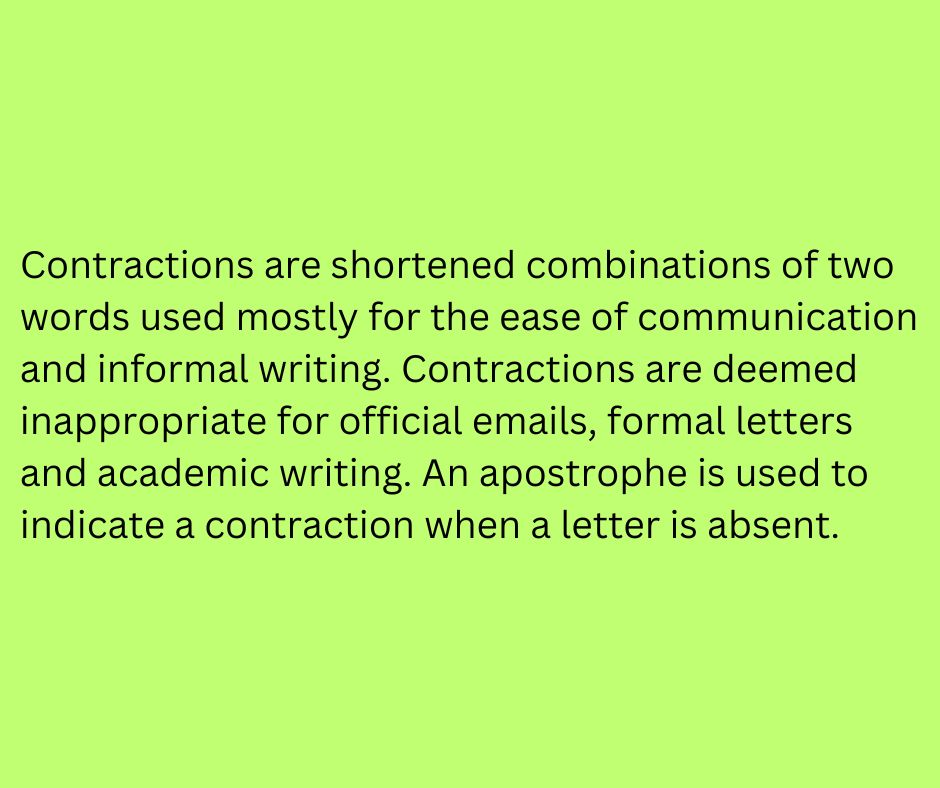 Contractions are shortened combinations of two
words used mostly for the ease of communication
and informal writing. Contractions are deemed
inappropriate for official emails, formal letters
and academic writing. An apostrophe is used to
indicate a contraction when a letter is absent.